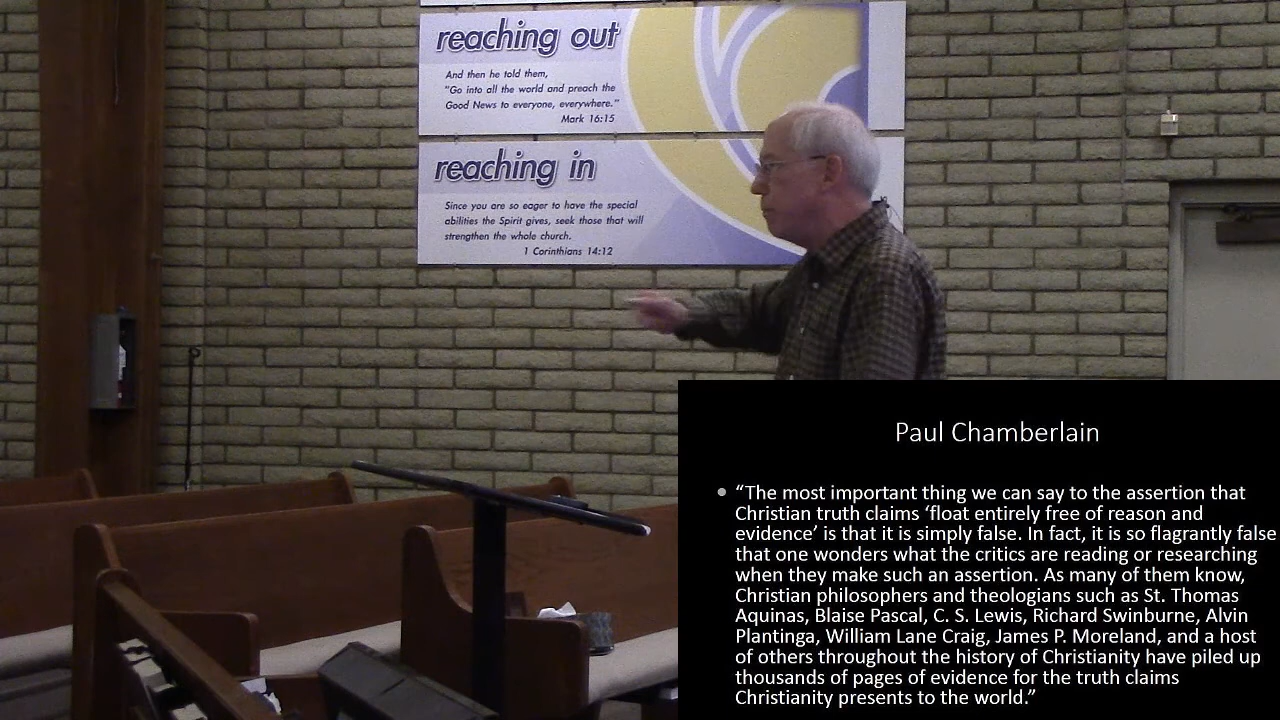 reaching out
And then he told them,
"Go into all the world and preach the
Good News to everyone, everywhere."
Mark 16:15
reaching in
Since you are so eager to have the special
abilities the Spirit gives, seek those that will
strengthen the whole church.
1 Corinthians 14:12
Paul Chamberlain
“The most important thing we can say to the assertion that
Christian truth claims ‘float entirely free of reason and
evidence’ is that it is simply false. In fact, it is so flagrantly false
that one wonders what the critics are reading or researching
when they make such an assertion. As many of them know,
Christian philosophers and theologians such as St. Thomas
Aquinas, Blaise Pascal, C. S. Lewis, Richard Swinburne, Alvin
Plantinga, William Lane Craig, James P. Moreland, and a host
of others throughout the history of Christianity have piled up
thousands of pages of evidence for the truth claims
Christianity presents to the world.”